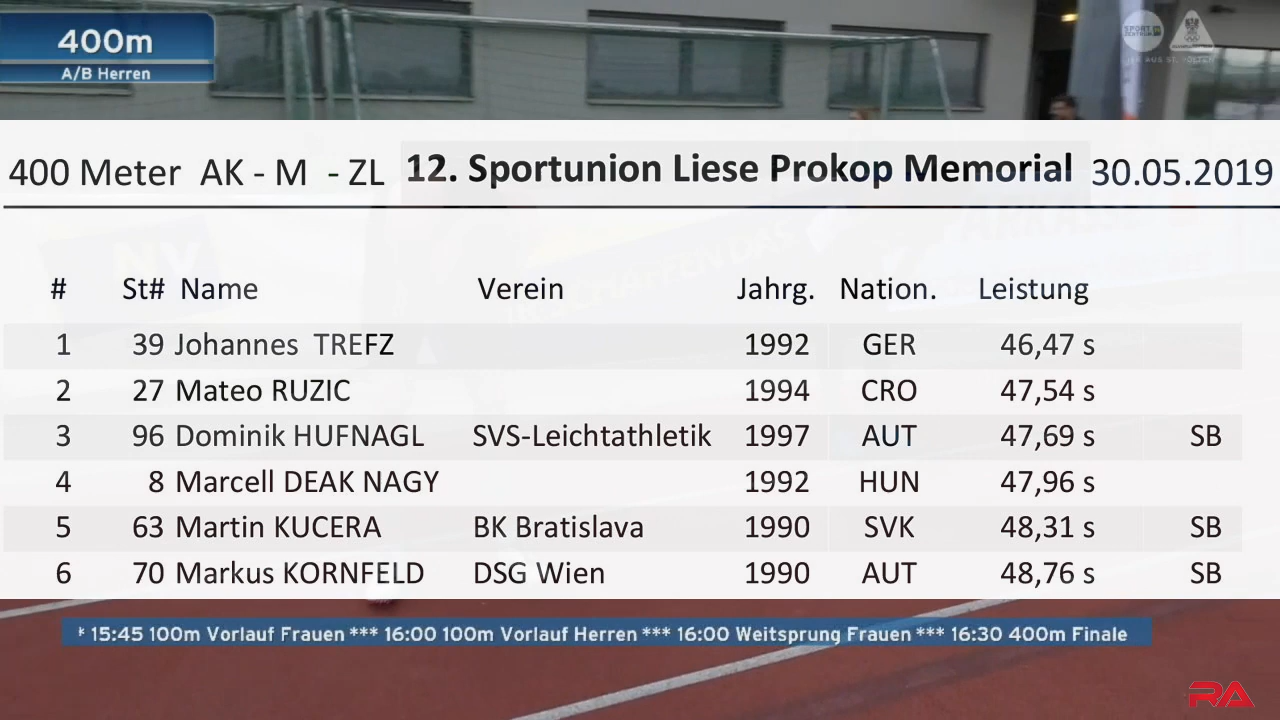 400m
A/B Herren
400 Meter AK - M - ZL 12. Sportunion Liese Prokop Memorial 30.05.2019
# St# Name Verein Jahrg. Nation. Leistung
1 39 Johannes TREFZ 1992 GER 46,47 s
2 27 Mateo RUZIC 1994 CRO 47,54 s
3 96 Dominik HUFNAGL SVS-Leichtathletik 1997 AUT 47,69 s SB
4 8 Marcell DEAK NAGY 1992 HUN 47,96 s
5 63 Martin KUCERA BK Bratislava 1990 SVK 48,31 s SB
6 70 Markus KORNFELD DSG Wien 1990 AUT 48,76 s SB
* 15:45 100m Vorlauf Frauen *** 16:00 100m Vorlauf Herren *** 16:00 Weitsprung Frauen *** 16:30 400m Finale
RA